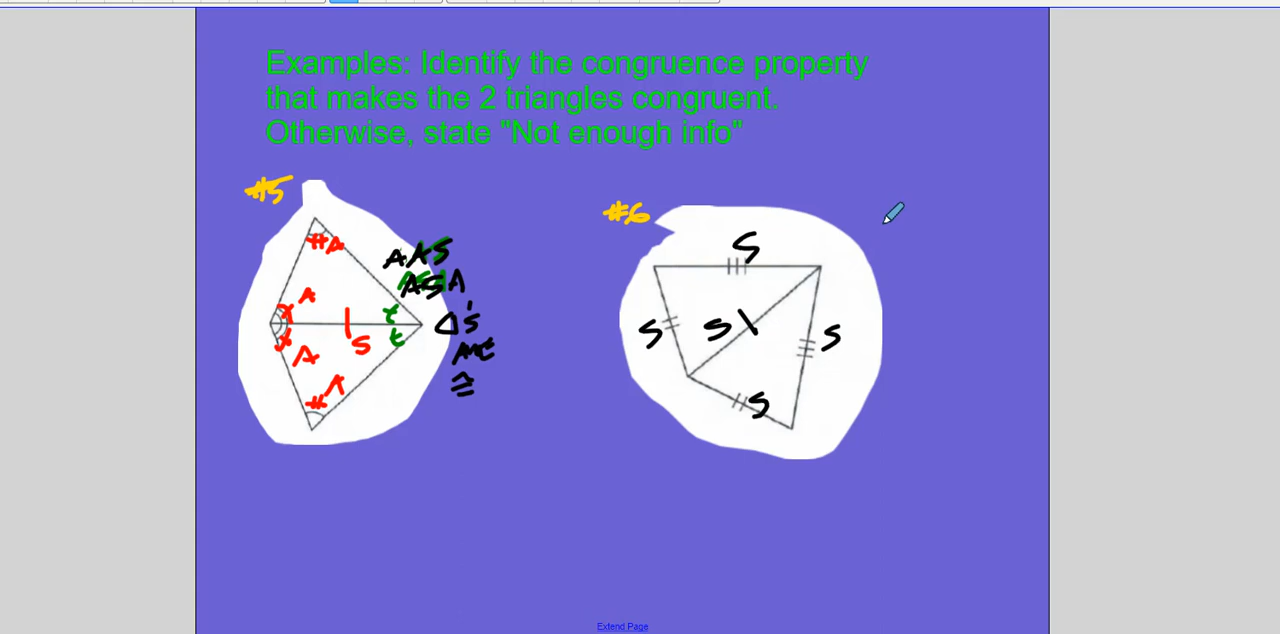 Examples: Identify the congruence property
that makes the 2 triangles congruent.
Otherwise, state "Not enough info"
#5
#6
A
A
A
A
S
AAS
ASA
Δ's
are
≅
t
t
S
S
S
S
S
Extend Page